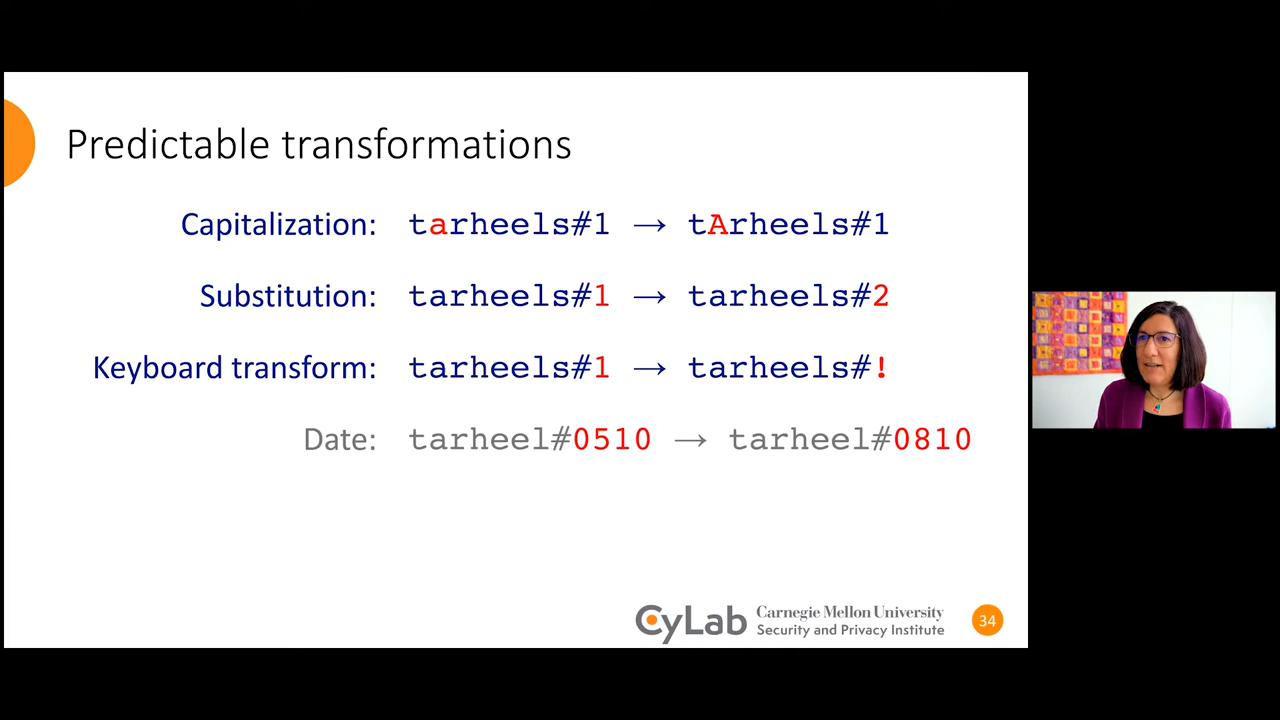 Predictable transformations
Capitalization: tarheels#1 → tArheels#1
Substitution: tarheels#1 → tarheels#2
Keyboard transform: tarheels#1 → tarheels#!
Date: tarheel#0510 → tarheel#0810
CyLab Carnegie Mellon University
Security and Privacy Institute
34